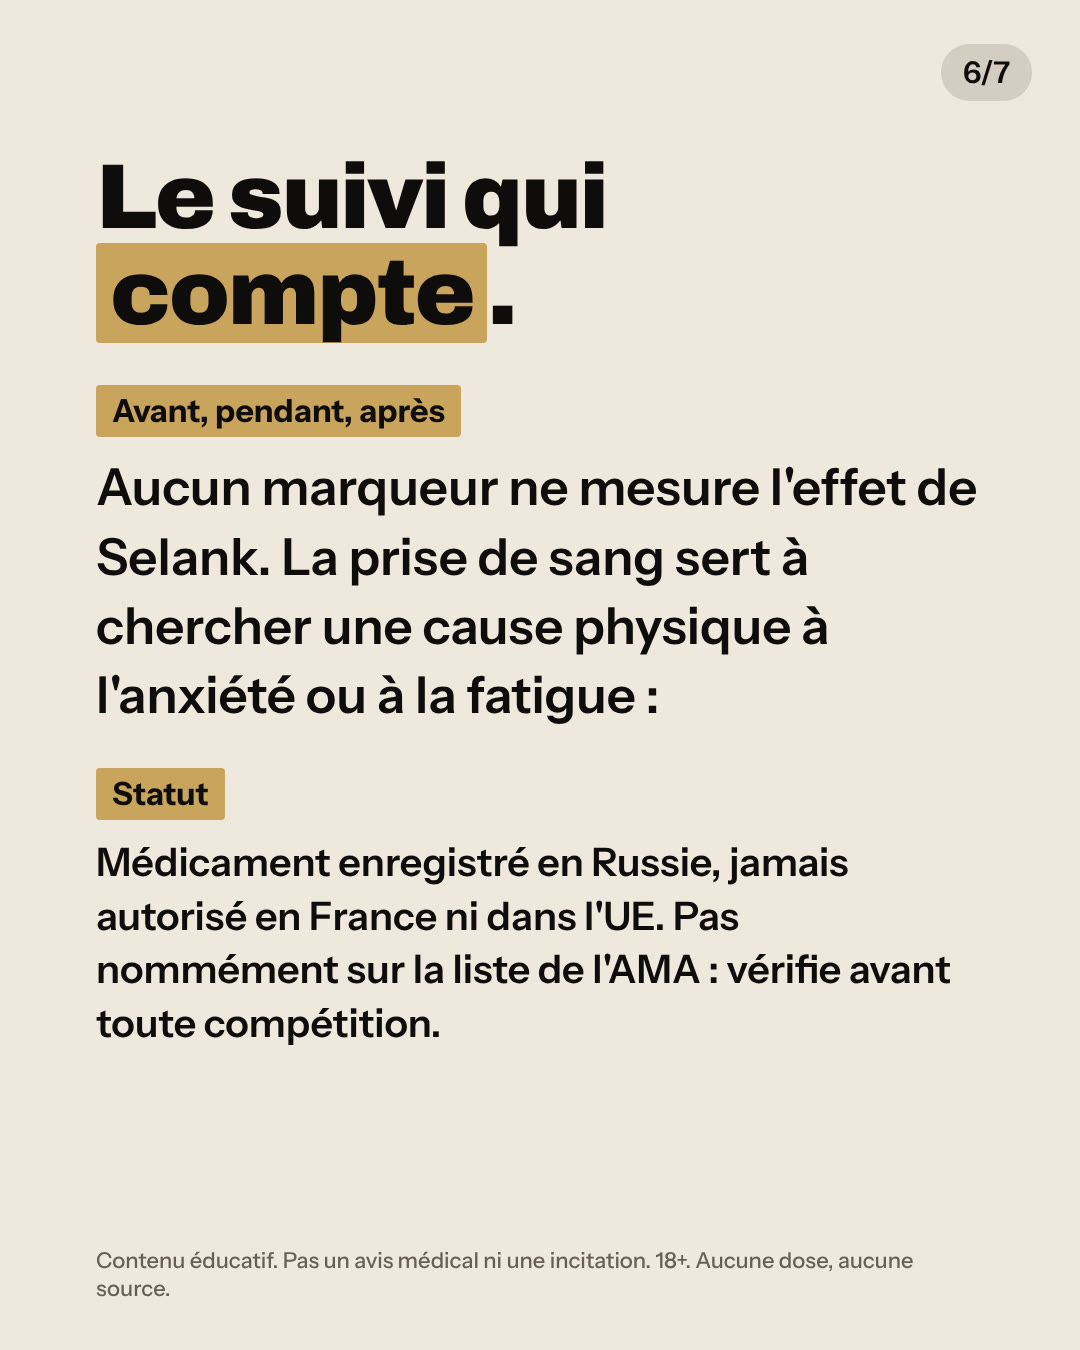 6/7
Le suivi qui
compte.
Avant, pendant, après
Aucun marqueur ne mesure l'effet de
Selank. La prise de sang sert à
chercher une cause physique à
l'anxiété ou à la fatigue :
Statut
Médicament enregistré en Russie, jamais
autorisé en France ni dans l'UE. Pas
nommément sur la liste de l'AMA : vérifie avant
toute compétition.
Contenu éducatif. Pas un avis médical ni une incitation. 18+. Aucune dose, aucune
source.